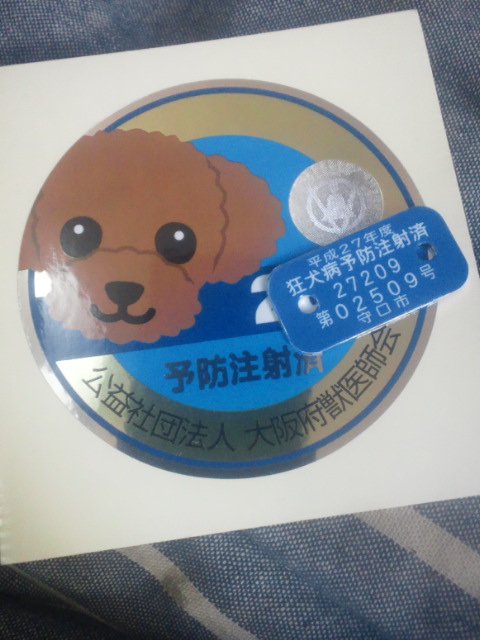 平成27年度
狂犬病予防注射済
27209
第02509号
守口市
予防注射済
公益社団法人 大阪府獣医師会